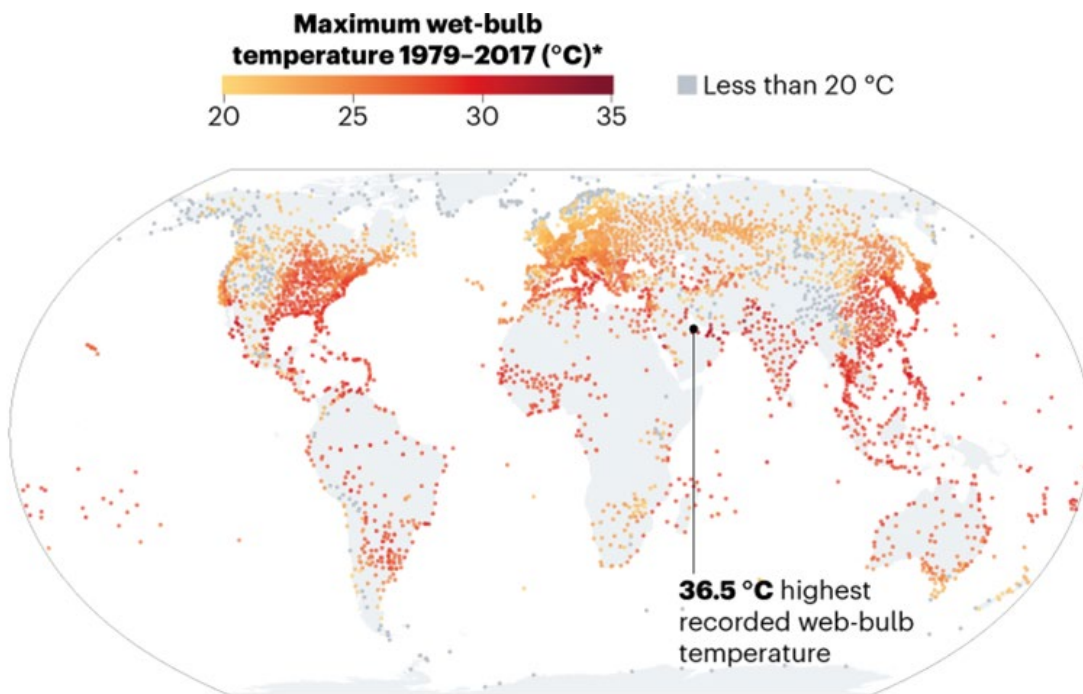 Maximum wet-bulb
temperature 1979–2017 (°C)*
Less than 20 °C
20 25 30 35
36.5 °C highest
recorded web-bulb
temperature